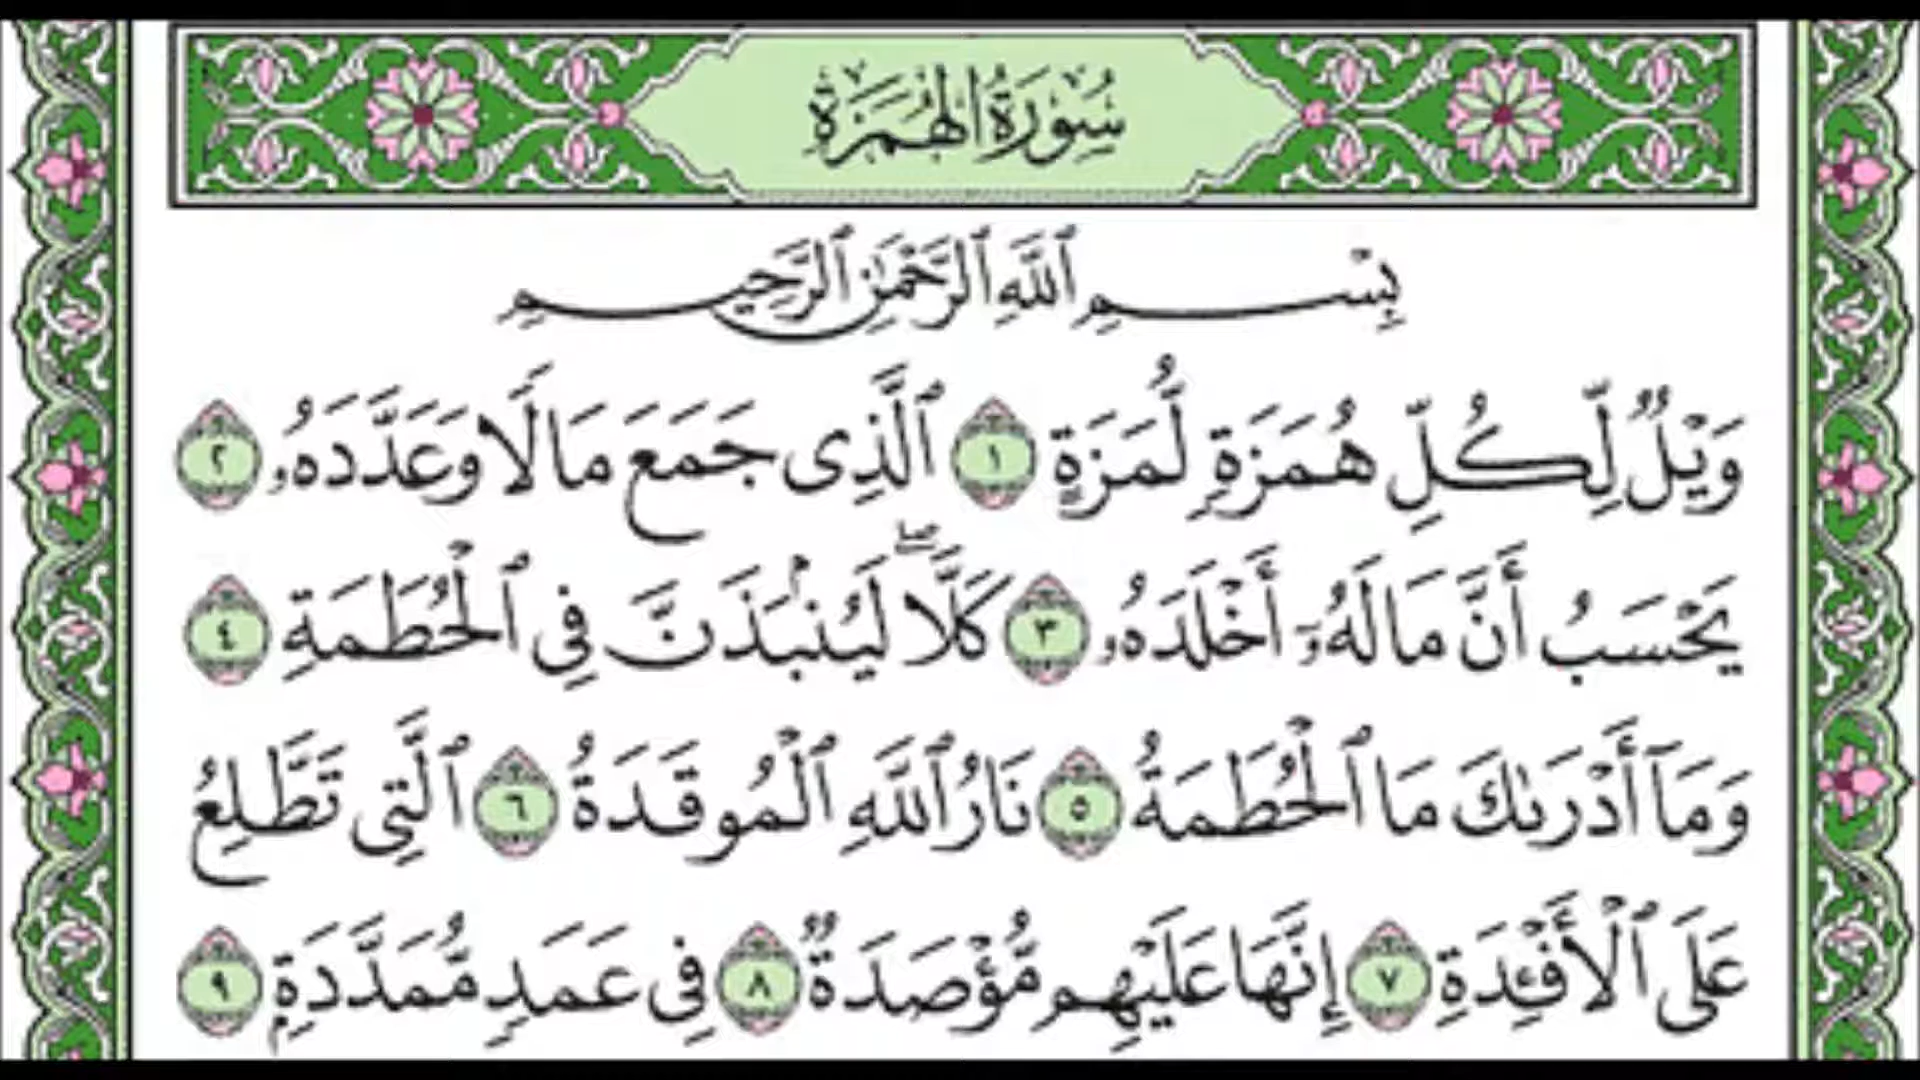 سُورَةُ الهُمَزَةِ
بِسْمِ ٱللَّهِ ٱلرَّحْمَٰنِ ٱلرَّحِيمِ
وَيْلٌ لِّكُلِّ هُمَزَةٍ لُّمَزَةٍ ١ ٱلَّذِى جَمَعَ مَالًا وَعَدَّدَهُۥ ٢
يَحْسَبُ أَنَّ مَالَهُۥٓ أَخْلَدَهُۥ ٣ كَلَّا ۖ لَيُنۢبَذَنَّ فِى ٱلْحُطَمَةِ ٤
وَمَآ أَدْرَىٰكَ مَا ٱلْحُطَمَةُ ٥ نَارُ ٱللَّهِ ٱلْمُوقَدَةُ ٦ ٱلَّتِى تَطَّلِعُ
عَلَى ٱلْأَفْـِٔدَةِ ٧ إِنَّهَا عَلَيْهِم مُّؤْصَدَةٌ ٨ فِى عَمَدٍ مُّمَدَّدَةٍۭ ٩